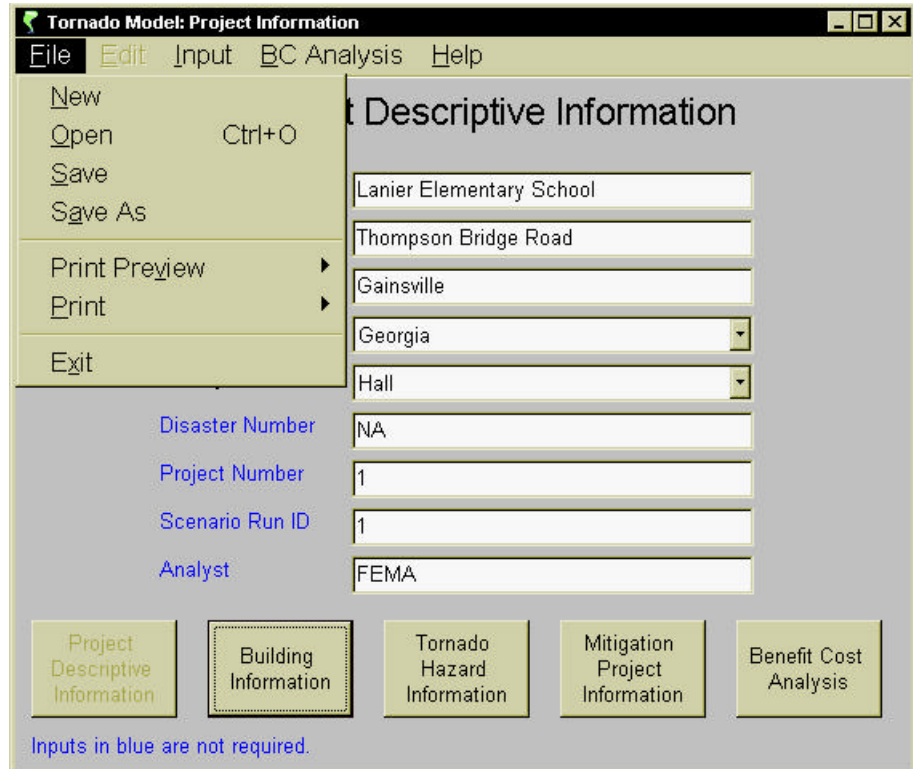 Tornado Model: Project Information
File Edit Input BC Analysis Help
New
Open Ctrl+O
Save
Save As
Print Preview
Print
Exit
Descriptive Information
Lanier Elementary School
Thompson Bridge Road
Gainsville
Georgia
Hall
Disaster Number NA
Project Number 1
Scenario Run ID 1
Analyst FEMA
Project
Descriptive
Information
Building
Information
Tornado
Hazard
Information
Mitigation
Project
Information
Benefit Cost
Analysis
Inputs in blue are not required.